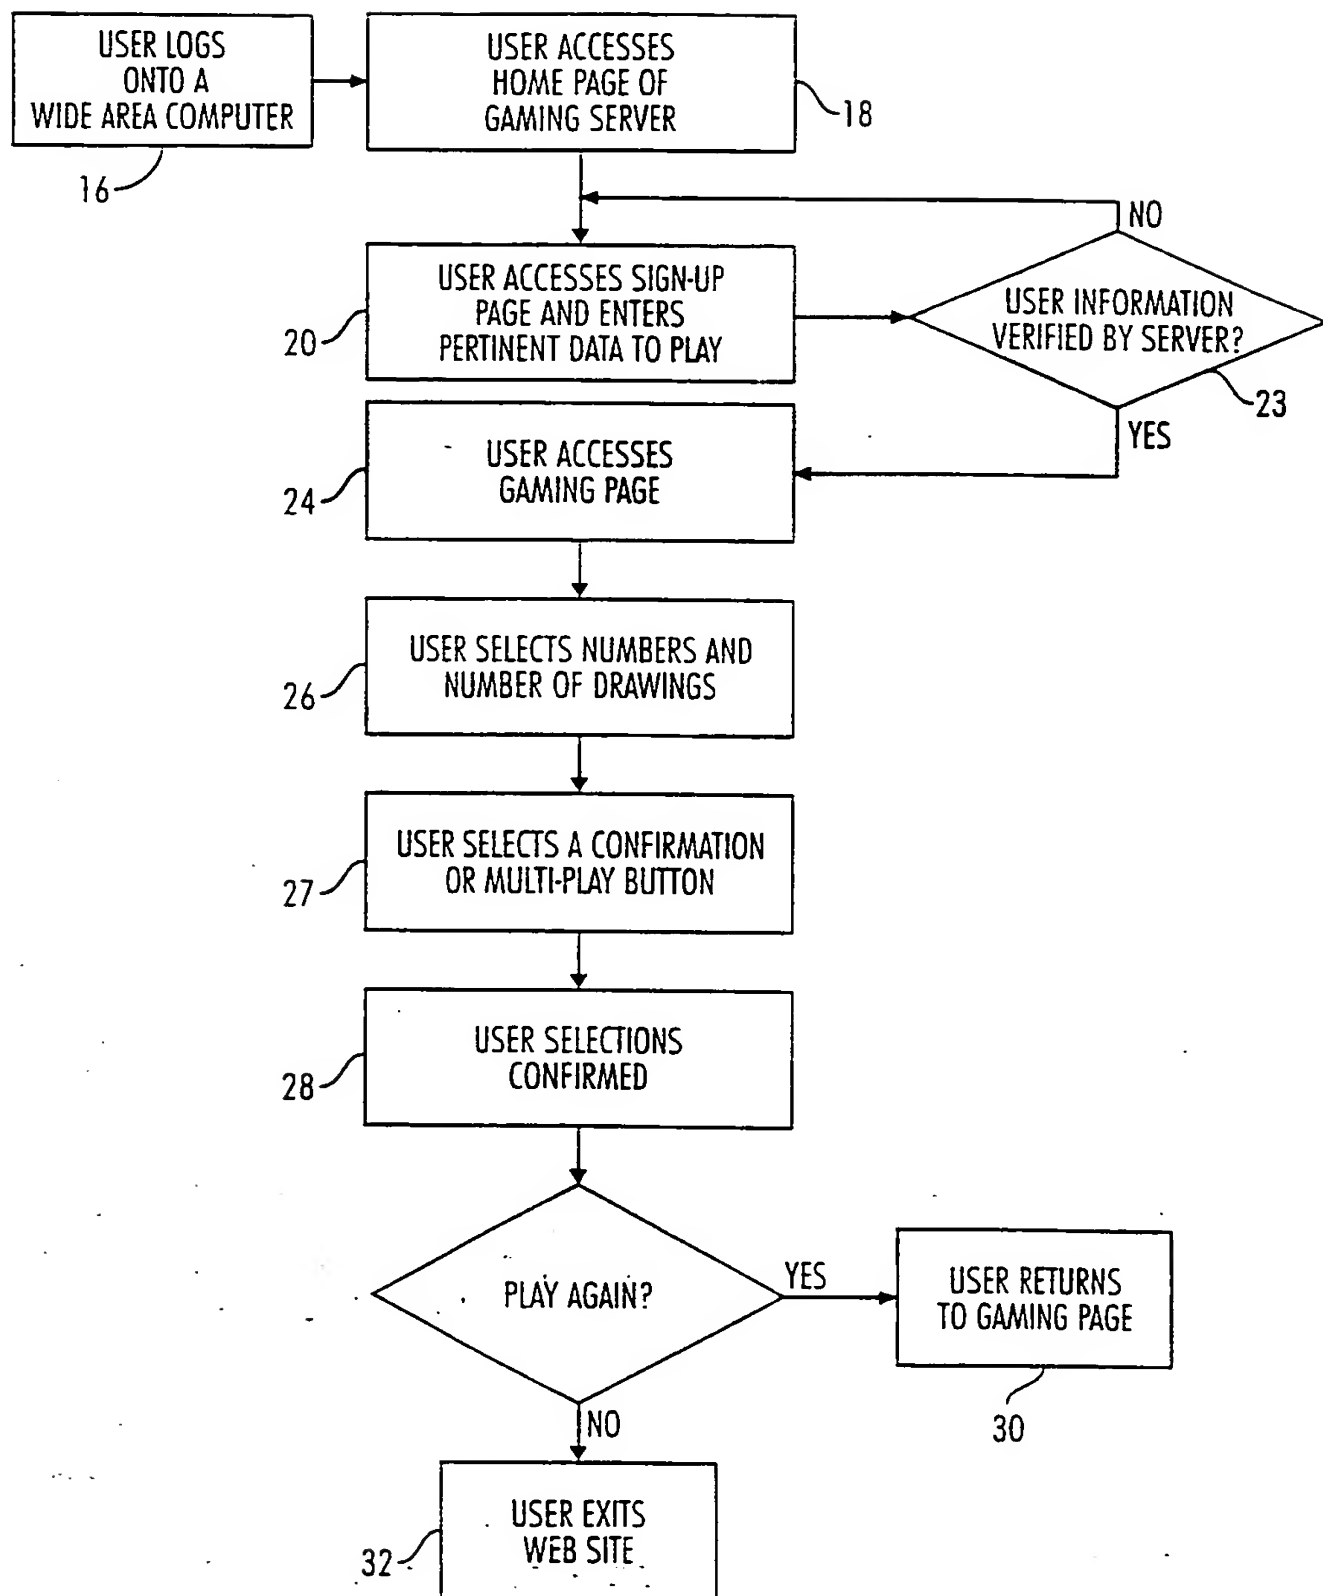 USER LOGS
ONTO A
WIDE AREA COMPUTER
16
USER ACCESSES
HOME PAGE OF
GAMING SERVER
18
NO
USER ACCESSES SIGN-UP
PAGE AND ENTERS
PERTINENT DATA TO PLAY
20
USER INFORMATION
VERIFIED BY SERVER?
23
YES
USER ACCESSES
GAMING PAGE
24
USER SELECTS NUMBERS AND
NUMBER OF DRAWINGS
26
USER SELECTS A CONFIRMATION
OR MULTI-PLAY BUTTON
27
USER SELECTIONS
CONFIRMED
28
PLAY AGAIN?
YES
USER RETURNS
TO GAMING PAGE
30
NO
USER EXITS
WEB SITE
32